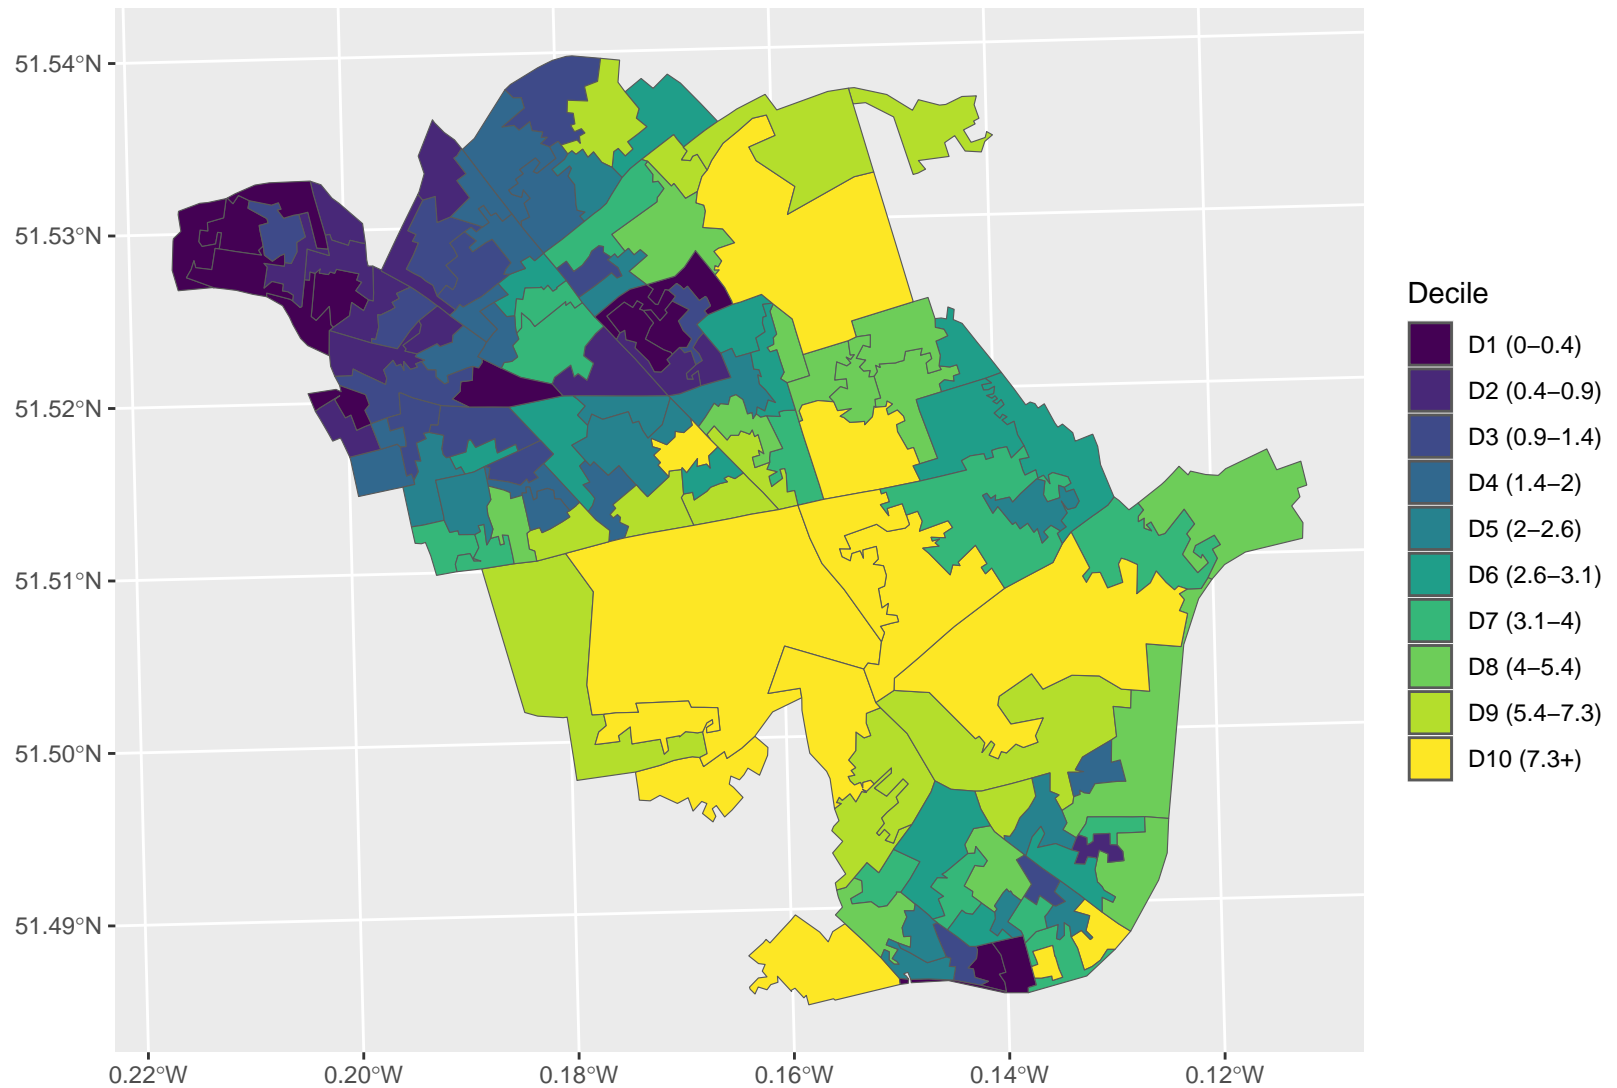 51.54°N
51.53°N
51.52°N
51.51°N
51.50°N
51.49°N
0.22°W
0.20°W
0.18°W
0.16°W
0.14°W
0.12°W
Decile
D1 (0−0.4)
D2 (0.4−0.9)
D3 (0.9−1.4)
D4 (1.4−2)
D5 (2−2.6)
D6 (2.6−3.1)
D7 (3.1−4)
D8 (4−5.4)
D9 (5.4−7.3)
D10 (7.3+)